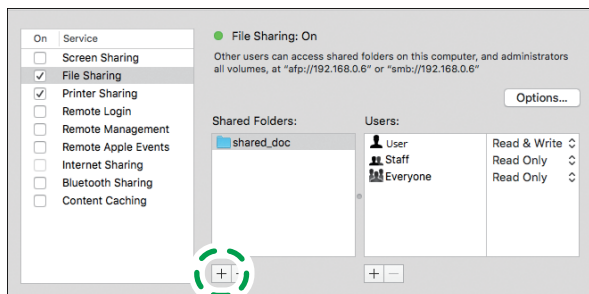 On Service
Screen Sharing
File Sharing
Printer Sharing
Remote Login
Remote Management
Remote Apple Events
Internet Sharing
Bluetooth Sharing
Content Caching
File Sharing: On
Other users can access shared folders on this computer, and administrators
all volumes, at “afp://192.168.0.6” or “smb://192.168.0.6”
Options...
Shared Folders:
shared_doc
+ -
Users:
User Read & Write
Staff Read Only
Everyone Read Only
+ −